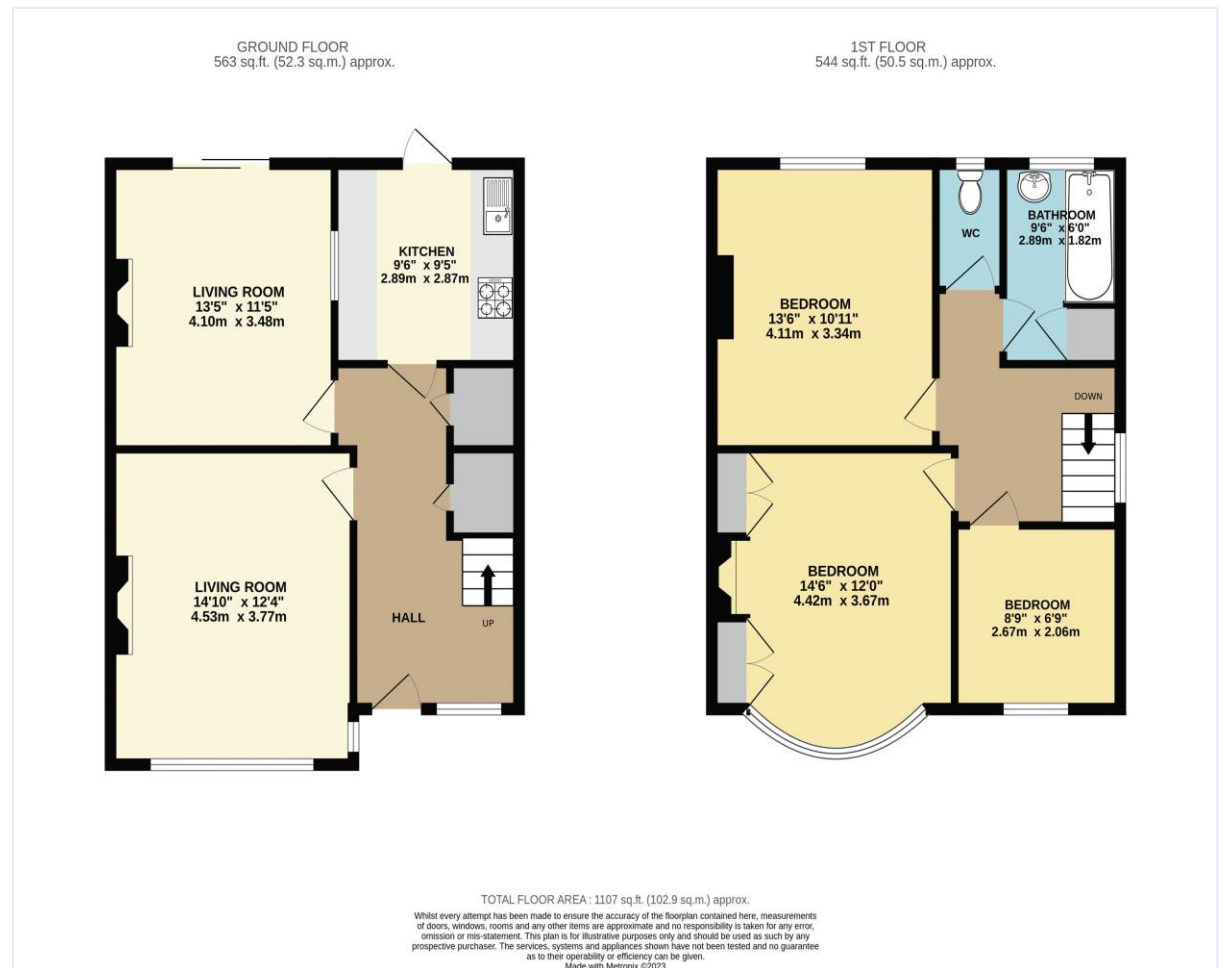 GROUND FLOOR
563 sq.ft. (52.3 sq.m.) approx.
1ST FLOOR
544 sq.ft. (50.5 sq.m.) approx.
KITCHEN
9'6" x 9'5"
2.89m x 2.87m
LIVING ROOM
13'5" x 11'5"
4.10m x 3.48m
LIVING ROOM
14'10" x 12'4"
4.53m x 3.77m
HALL
UP
WC
BATHROOM
9'6" x 6'0"
2.89m x 1.82m
BEDROOM
13'6" x 10'11"
4.11m x 3.34m
DOWN
BEDROOM
14'6" x 12'0"
4.42m x 3.67m
BEDROOM
8'9" x 6'9"
2.67m x 2.06m
TOTAL FLOOR AREA : 1107 sq.ft. (102.9 sq.m.) approx.
Whilst every attempt has been made to ensure the accuracy of the floorplan contained here, measurements
of doors, windows, rooms and any other items are approximate and no responsibility is taken for any error,
omission or mis-statement. This plan is for illustrative purposes only and should be used as such by any
prospective purchaser. The services, systems and appliances shown have not been tested and no guarantee
as to their operability or efficiency can be given.
Made with Metropix ©2023